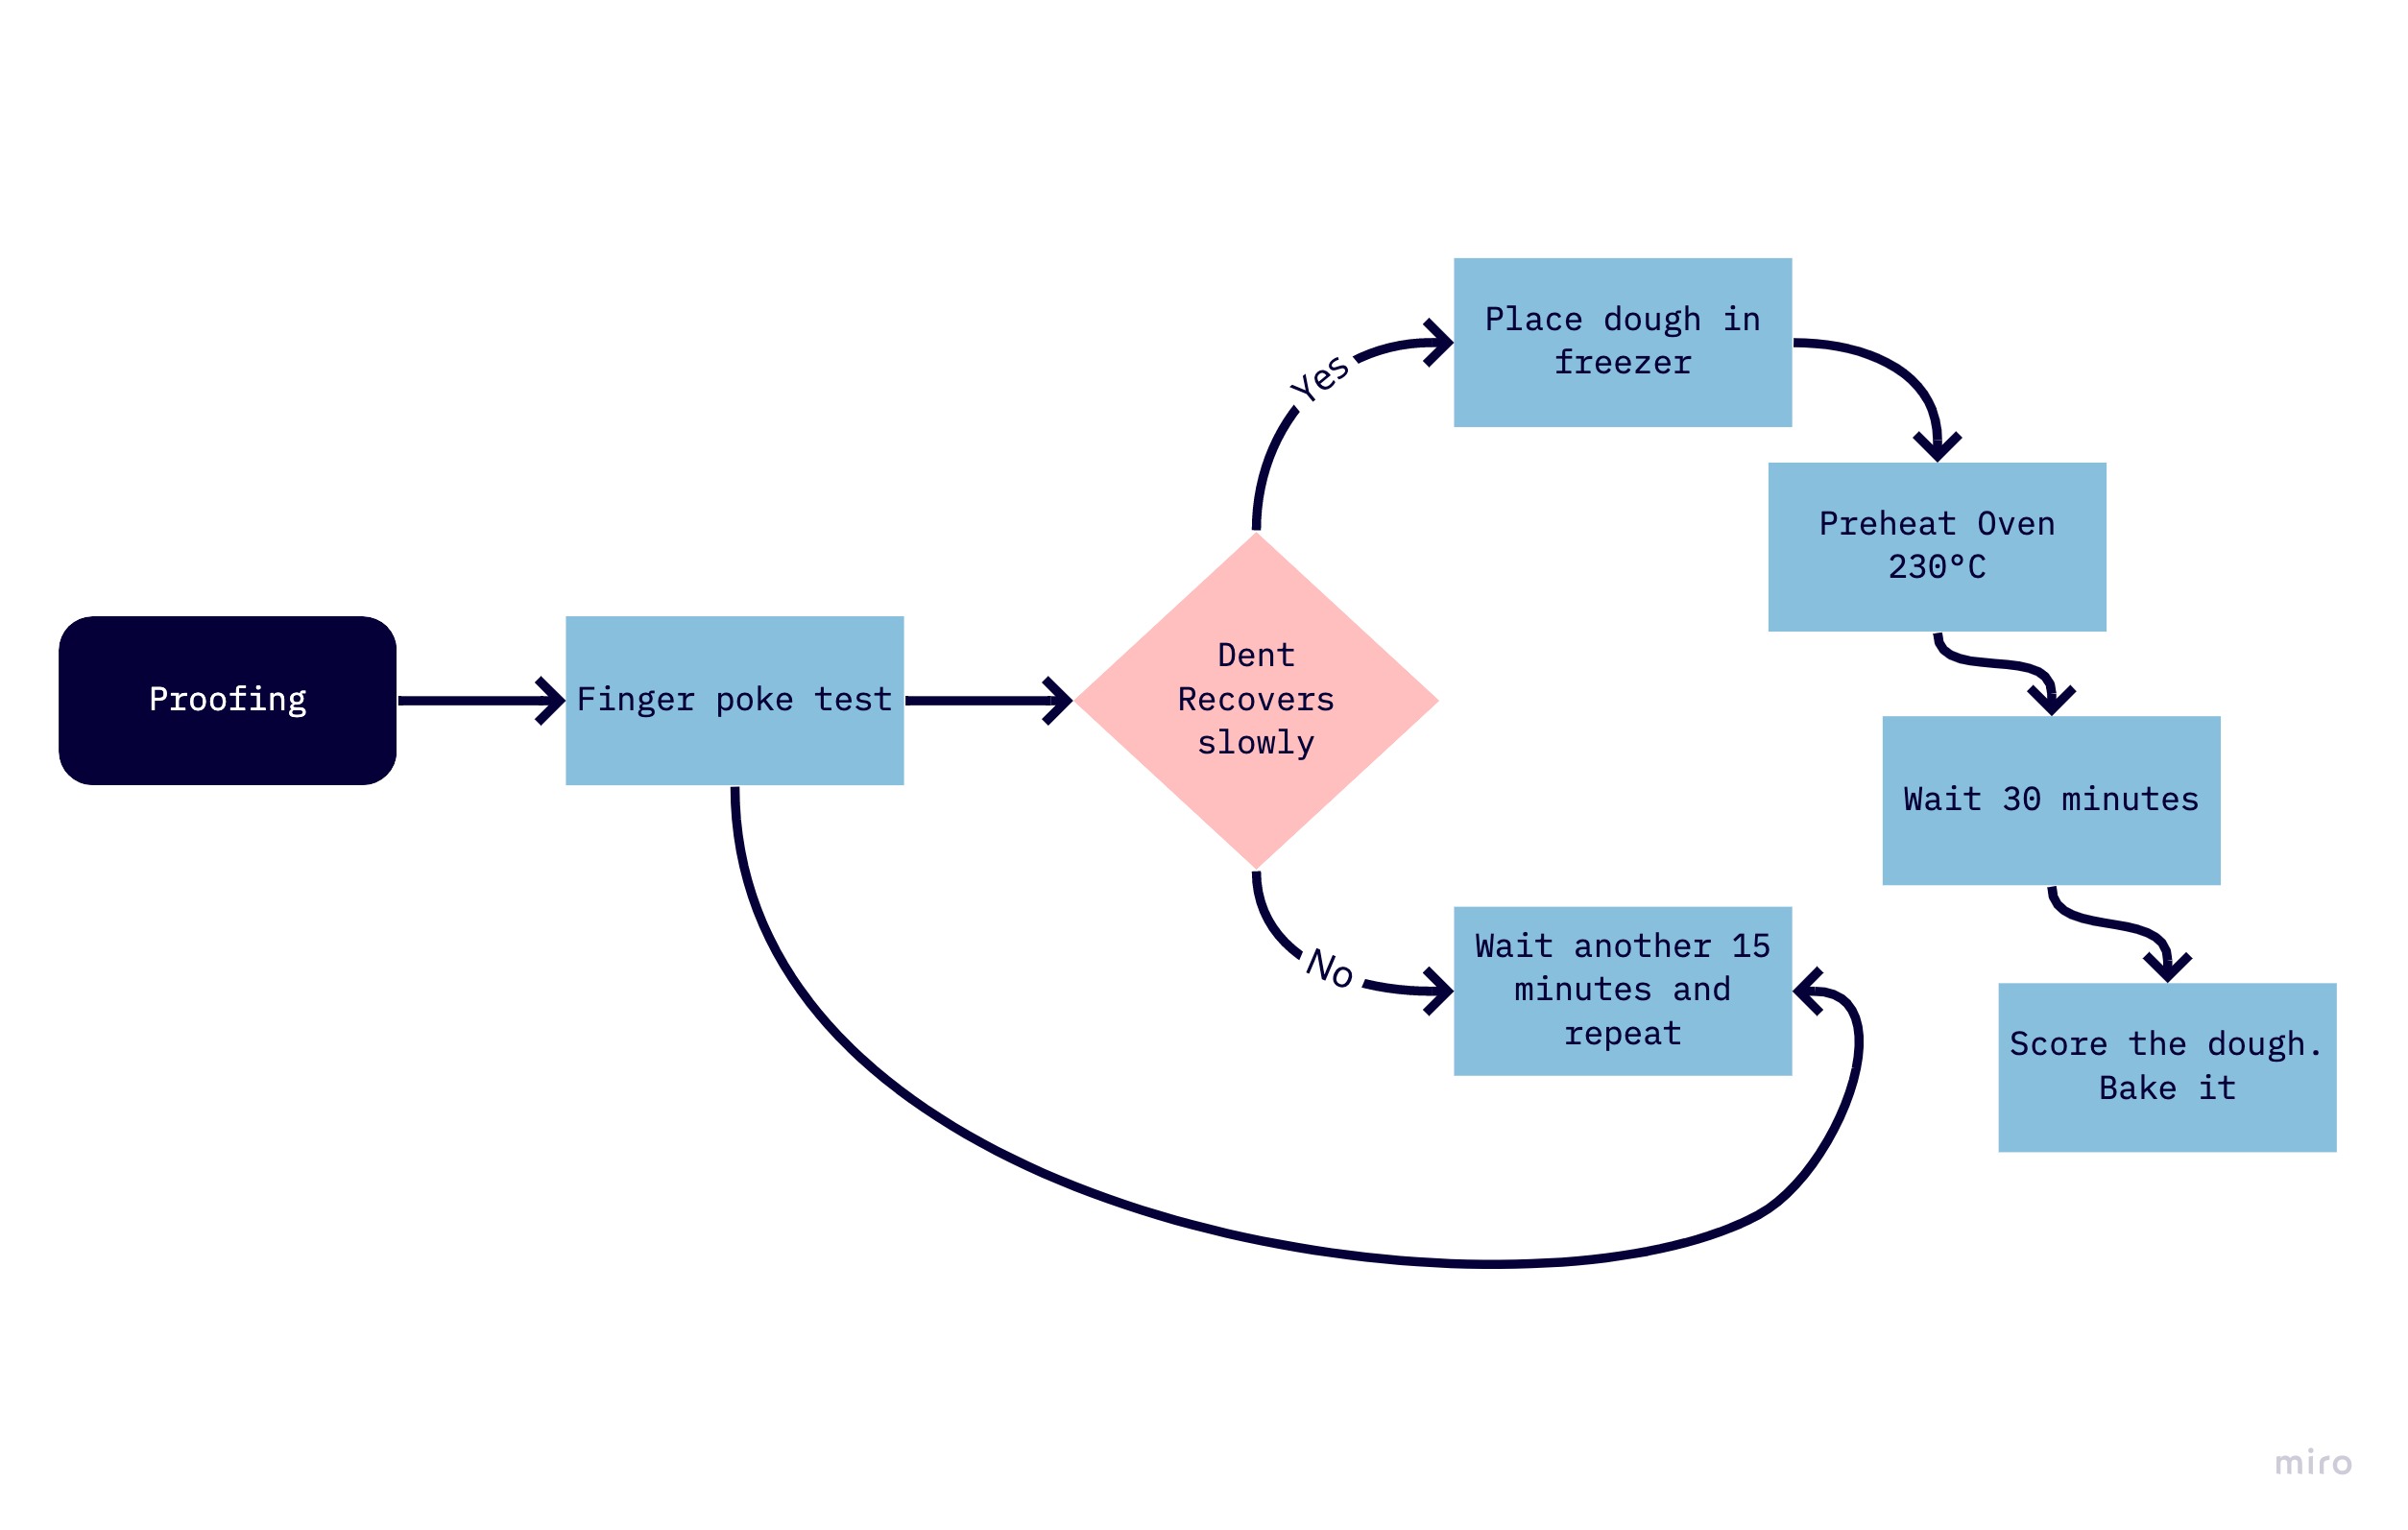 Proofing
Finger poke test
Dent
Recovers
slowly
Yes
Place dough in
freezer
Preheat Oven
230°C
Wait 30 minutes
Score the dough.
Bake it
No
Wait another 15
minutes and
repeat
miro